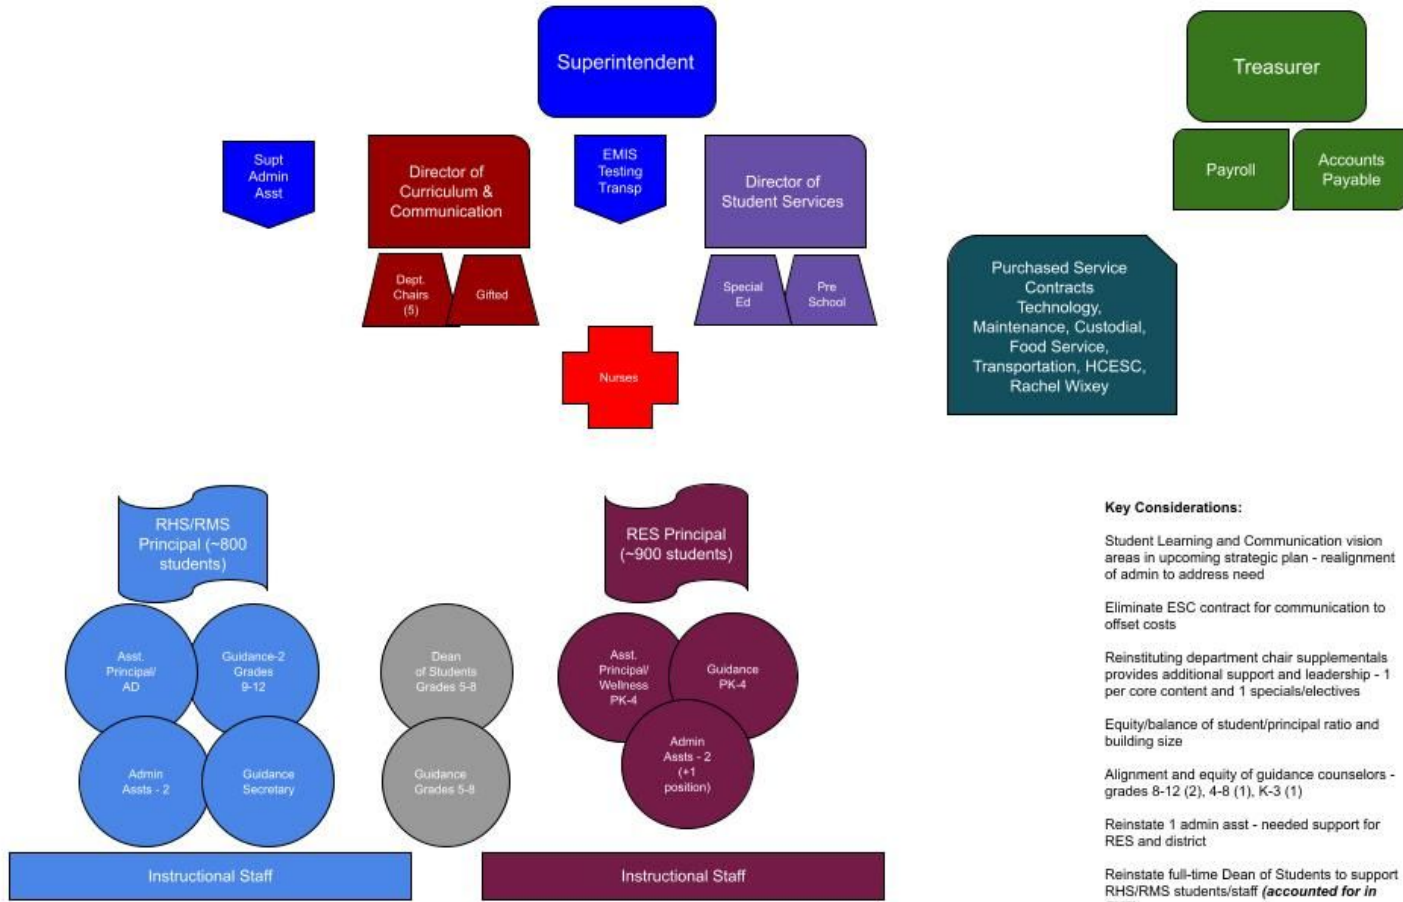 Superintendent
Treasurer
Supt
Admin
Asst
Director of
Curriculum &
Communication
EMIS
Testing
Transp
Director of
Student Services
Payroll
Accounts
Payable
Dept.
Chairs
(5)
Gifted
Special
Ed
Pre
School
Purchased Service
Contracts
Technology,
Maintenance, Custodial,
Food Service,
Transportation, HCESC,
Rachel Wixey
Nurses
RHS/RMS
Principal (~800
students)
RES Principal
(~900 students)
Asst.
Principal/
AD
Guidance-2
Grades
9-12
Dean
of Students
Grades 5-8
Asst.
Principal/
Wellness
PK-4
Guidance
PK-4
Admin
Assts - 2
Guidance
Secretary
Guidance
Grades 5-8
Admin
Assts - 2
(+1
position)
Instructional Staff
Instructional Staff
Key Considerations:
Student Learning and Communication vision
areas in upcoming strategic plan - realignment
of admin to address need
Eliminate ESC contract for communication to
offset costs
Reinstituting department chair supplementals
provides additional support and leadership - 1
per core content and 1 specials/electives
Equity/balance of student/principal ratio and
building size
Alignment and equity of guidance counselors -
grades 8-12 (2), 4-8 (1), K-3 (1)
Reinstate 1 admin asst - needed support for
RES and district
Reinstate full-time Dean of Students to support
RHS/RMS students/staff (accounted for in